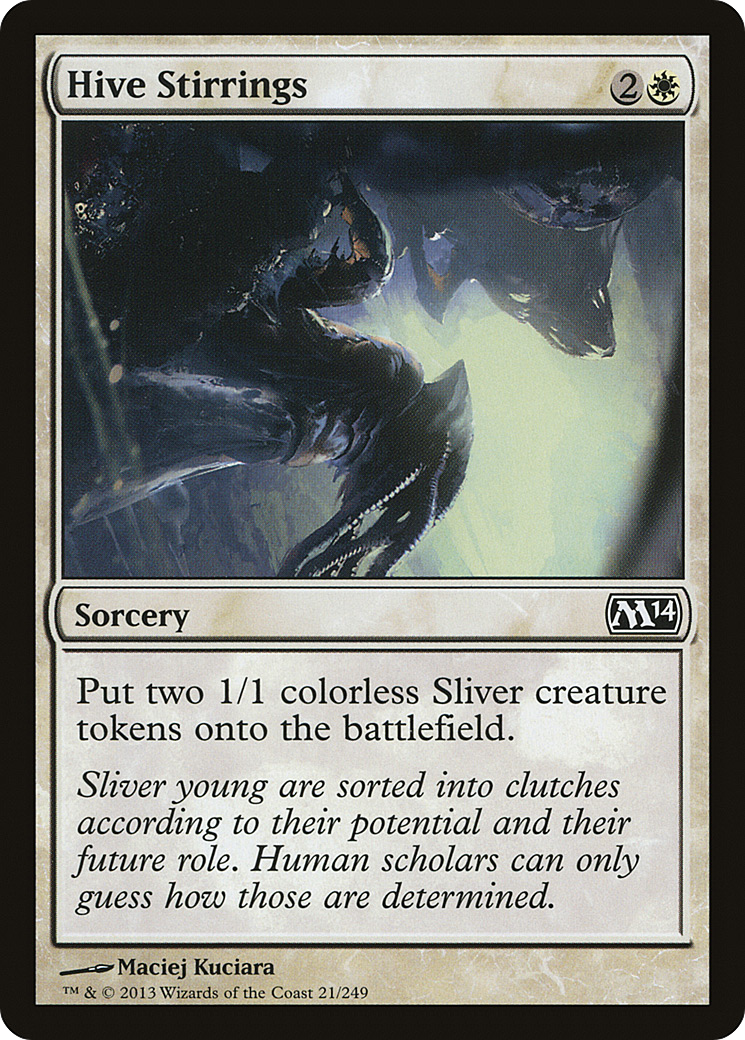 Hive Stirrings 2
Sorcery M14
Put two 1/1 colorless Sliver creature
tokens onto the battlefield.
Sliver young are sorted into clutches
according to their potential and their
future role. Human scholars can only
guess how those are determined.
Maciej Kuciara
™ & © 2013 Wizards of the Coast 21/249